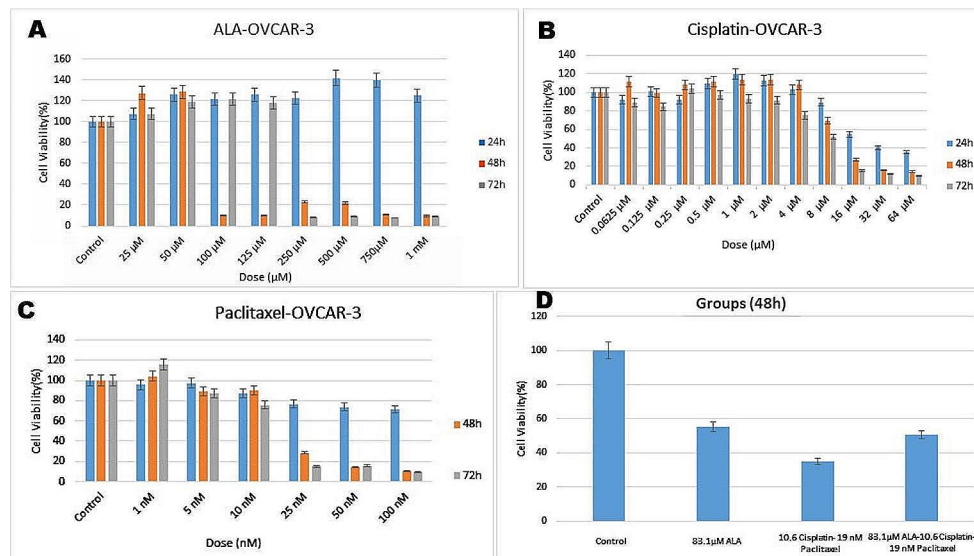 A
ALA-OVCAR-3
Cell Viability(%)
160
140
120
100
80
60
40
20
0
Control
25 µM
50 µM
100 µM
125 µM
250 µM
500 µM
750µM
1 mM
Dose (µM)
24h
48h
72h
B
Cisplatin-OVCAR-3
Cell Viability(%)
140
120
100
80
60
40
20
0
Control
0.0625 µM
0.125 µM
0.25 µM
0.5 µM
1 µM
2 µM
4 µM
8 µM
16 µM
32 µM
64 µM
Dose (µM)
24h
48h
72h
C
Paclitaxel-OVCAR-3
Cell Viability(%)
140
120
100
80
60
40
20
0
Control
1 nM
5 nM
10 nM
25 nM
50 nM
100 nM
Dose (nM)
48h
72h
D
Groups (48h)
Cell Viability(%)
120
100
80
60
40
20
0
Control
83.1µM ALA
10.6 Cisplatin- 19 nM
Paclitaxel
83.1µM ALA-10.6 Cisplatin-
19 nM Paclitaxel